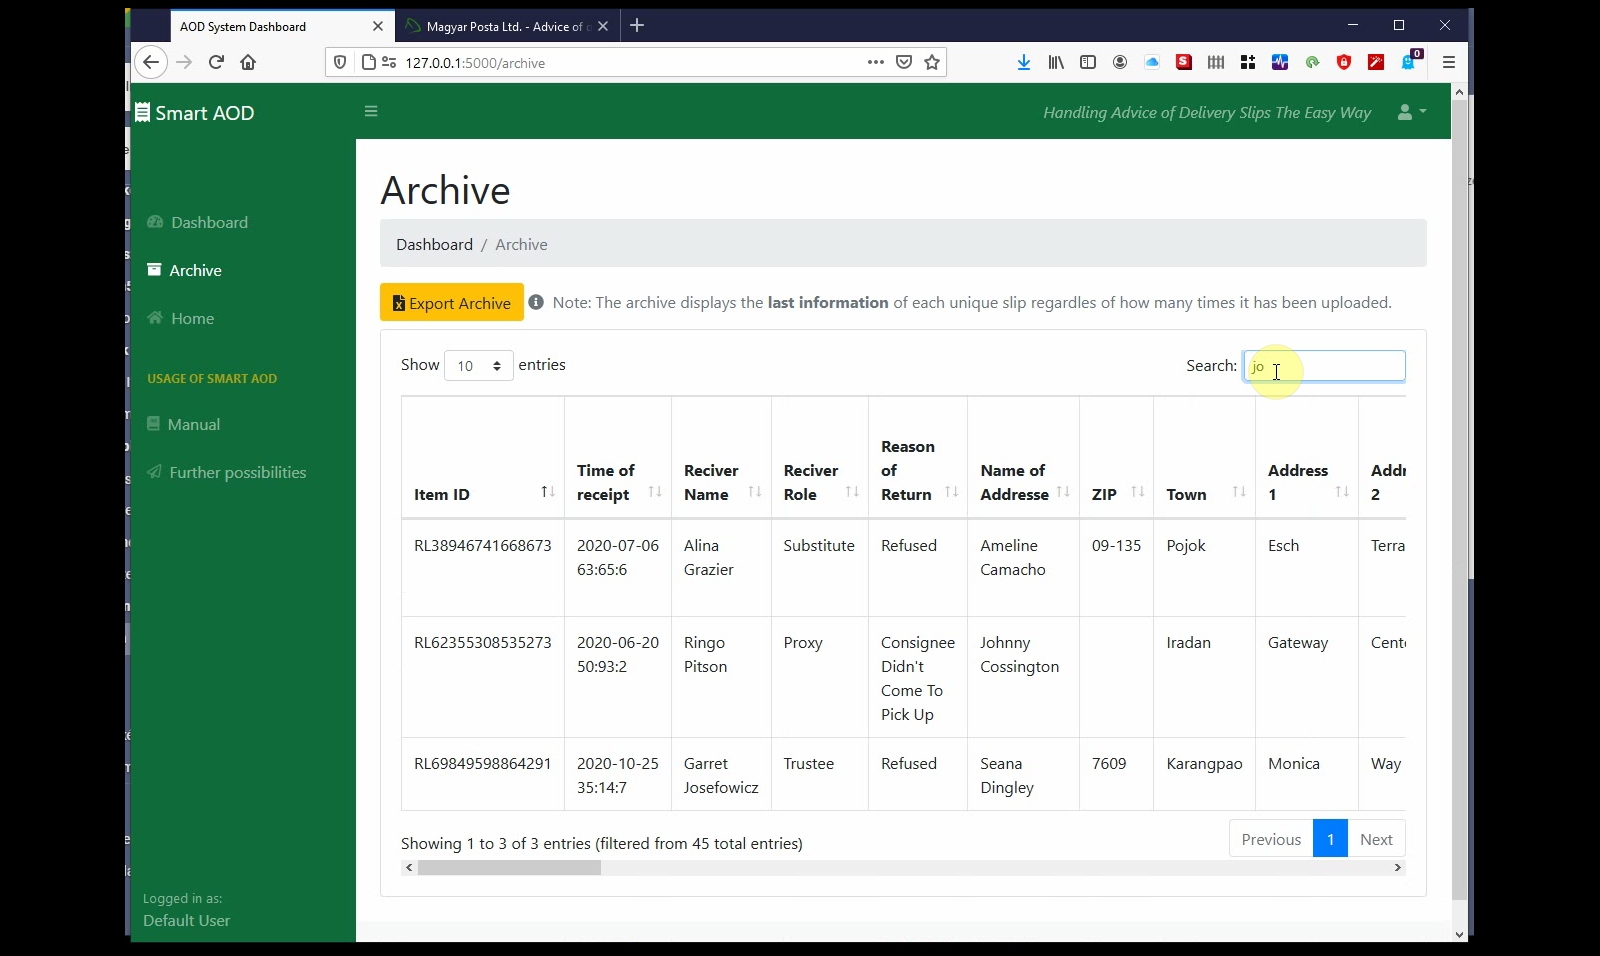 AOD System Dashboard
Magyar Posta Ltd. - Advice of
127.0.0.1:5000/archive
0
Smart AOD
Handling Advice of Delivery Slips The Easy Way
Dashboard
Archive
Home
USAGE OF SMART AOD
Manual
Further possibilities
Logged in as:
Default User
Archive
Dashboard / Archive
Export Archive
Note: The archive displays the last information of each unique slip regardles of how many times it has been uploaded.
Show 10 entries
Search: jo
Item ID Time of receipt Reciver Name Reciver Role Reason of Return Name of Addresse ZIP Town Address 1 Addr 2
RL38946741668673 2020-07-06 63:65:6 Alina Grazier Substitute Refused Ameline Camacho 09-135 Pojok Esch Terra
RL62355308535273 2020-06-20 50:93:2 Ringo Pitson Proxy Consignee Didn't Come To Pick Up Johnny Cossington Iradan Gateway Cente
RL69849598864291 2020-10-25 35:14:7 Garret Josefowicz Trustee Refused Seana Dingley 7609 Karangpao Monica Way
Showing 1 to 3 of 3 entries (filtered from 45 total entries)
Previous 1 Next